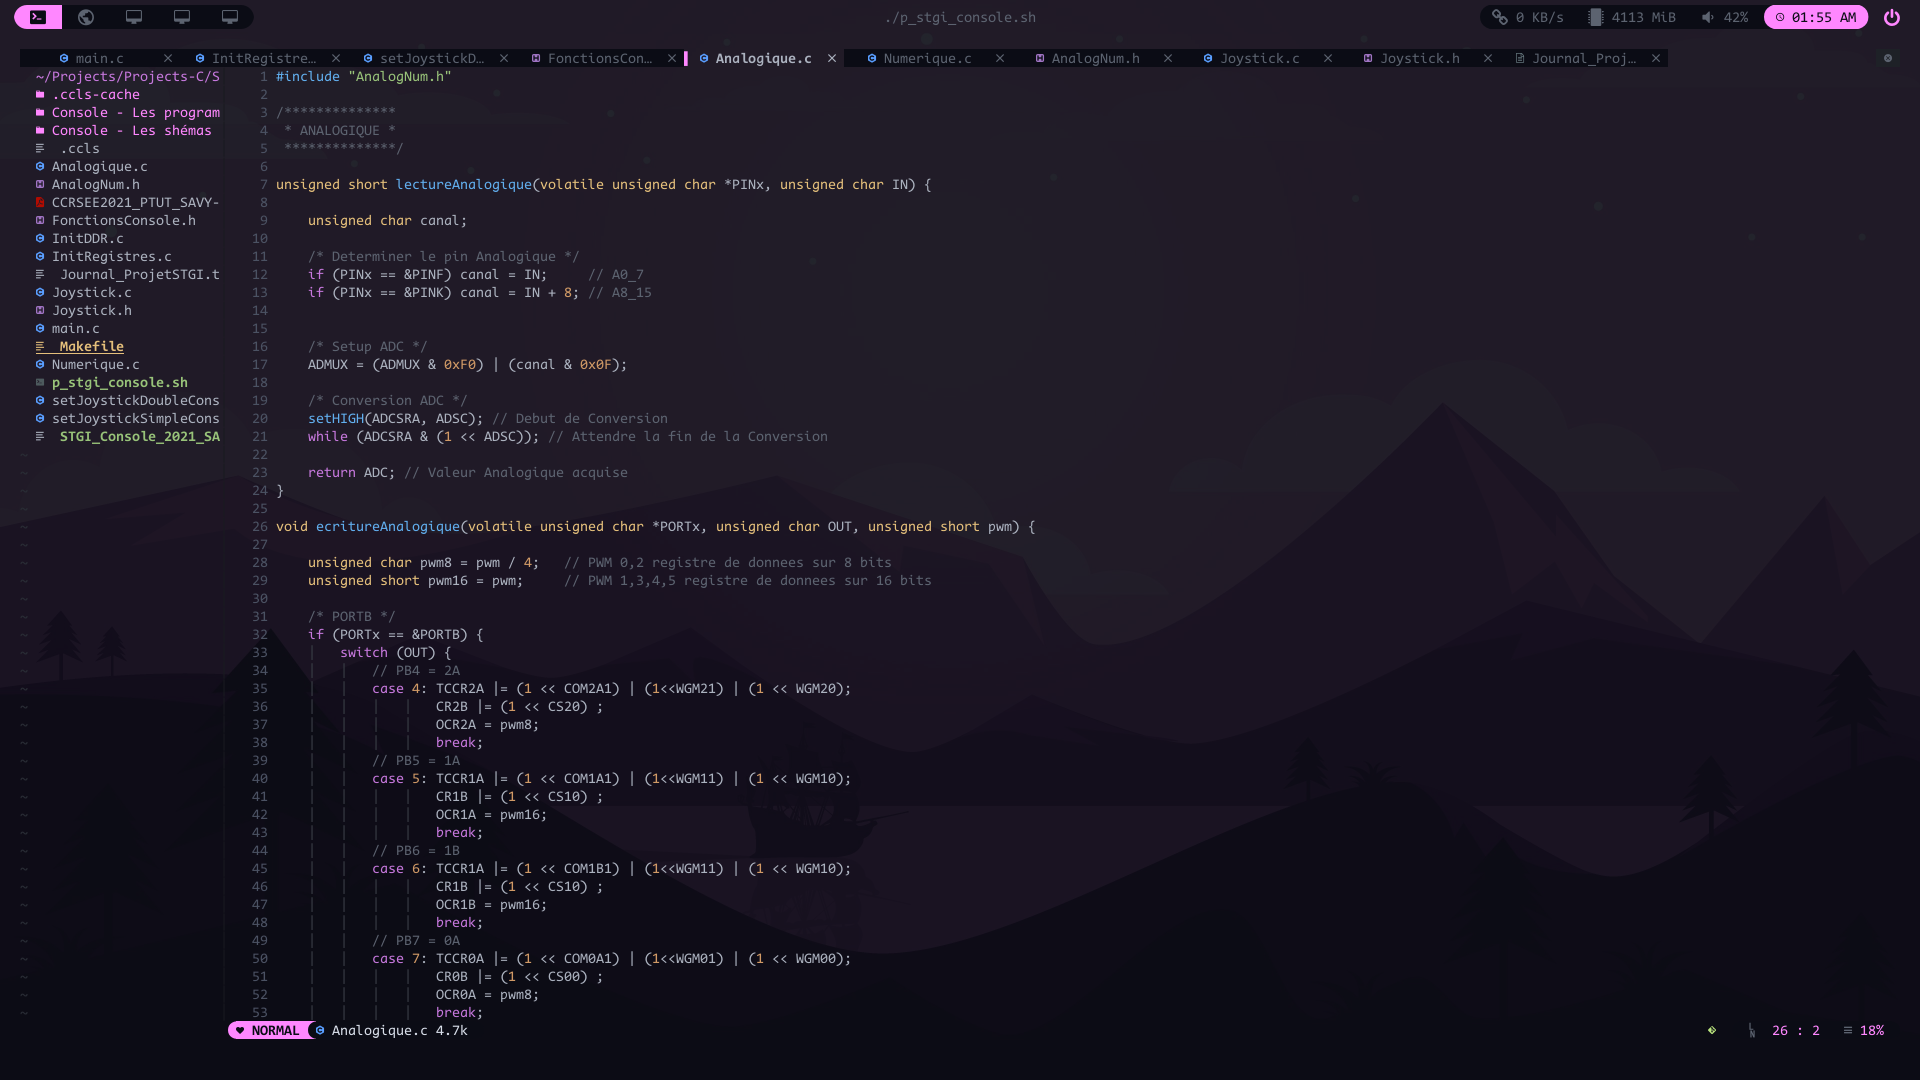 ./p_stgi_console.sh
0 KB/s 4113 MiB 42% 01:55 AM
main.c × InitRegistre… × setJoystickD… × FonctionsCon… × Analogique.c × Numerique.c × AnalogNum.h × Joystick.c × Joystick.h × Journal_Proj… ×
~/Projects/Projects-C/S
.ccls-cache
Console - Les program
Console - Les shémas
.ccls
Analogique.c
AnalogNum.h
CCRSEE2021_PTUT_SAVY-
FonctionsConsole.h
InitDDR.c
InitRegistres.c
Journal_ProjetSTGI.t
Joystick.c
Joystick.h
main.c
Makefile
Numerique.c
p_stgi_console.sh
setJoystickDoubleCons
setJoystickSimpleCons
STGI_Console_2021_SA
1 #include "AnalogNum.h"
2
3 /**************
4  * ANALOGIQUE *
5  **************/
6
7 unsigned short lectureAnalogique(volatile unsigned char *PINx, unsigned char IN) {
8
9     unsigned char canal;
10
11     /* Determiner le pin Analogique */
12     if (PINx == &PINF) canal = IN;     // A0_7
13     if (PINx == &PINK) canal = IN + 8; // A8_15
14
15
16     /* Setup ADC */
17     ADMUX = (ADMUX & 0xF0) | (canal & 0x0F);
18
19     /* Conversion ADC */
20     setHIGH(ADCSRA, ADSC); // Debut de Conversion
21     while (ADCSRA & (1 << ADSC)); // Attendre la fin de la Conversion
22
23     return ADC; // Valeur Analogique acquise
24 }
25
26 void ecritureAnalogique(volatile unsigned char *PORTx, unsigned char OUT, unsigned short pwm) {
27
28     unsigned char pwm8 = pwm / 4;   // PWM 0,2 registre de donnees sur 8 bits
29     unsigned short pwm16 = pwm;     // PWM 1,3,4,5 registre de donnees sur 16 bits
30
31     /* PORTB */
32     if (PORTx == &PORTB) {
33         switch (OUT) {
34             // PB4 = 2A
35             case 4: TCCR2A |= (1 << COM2A1) | (1<<WGM21) | (1 << WGM20);
36                     CR2B |= (1 << CS20) ;
37                     OCR2A = pwm8;
38                     break;
39             // PB5 = 1A
40             case 5: TCCR1A |= (1 << COM1A1) | (1<<WGM11) | (1 << WGM10);
41                     CR1B |= (1 << CS10) ;
42                     OCR1A = pwm16;
43                     break;
44             // PB6 = 1B
45             case 6: TCCR1A |= (1 << COM1B1) | (1<<WGM11) | (1 << WGM10);
46                     CR1B |= (1 << CS10) ;
47                     OCR1B = pwm16;
48                     break;
49             // PB7 = 0A
50             case 7: TCCR0A |= (1 << COM0A1) | (1<<WGM01) | (1 << WGM00);
51                     CR0B |= (1 << CS00) ;
52                     OCR0A = pwm8;
53                     break;
NORMAL Analogique.c 4.7k 26 : 2 18%